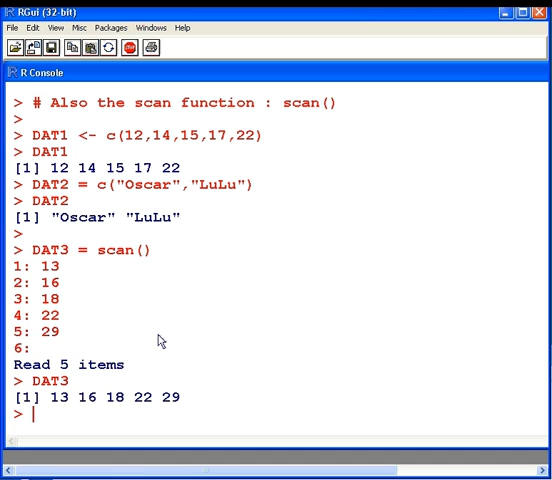 RGui (32-bit)
File Edit View Misc Packages Windows Help
STOP
R Console
> # Also the scan function : scan()
>
> DAT1 <- c(12,14,15,17,22)
> DAT1
[1] 12 14 15 17 22
> DAT2 = c("Oscar","LuLu")
> DAT2
[1] "Oscar" "LuLu"
>
> DAT3 = scan()
1: 13
2: 16
3: 18
4: 22
5: 29
6:
Read 5 items
> DAT3
[1] 13 16 18 22 29
>